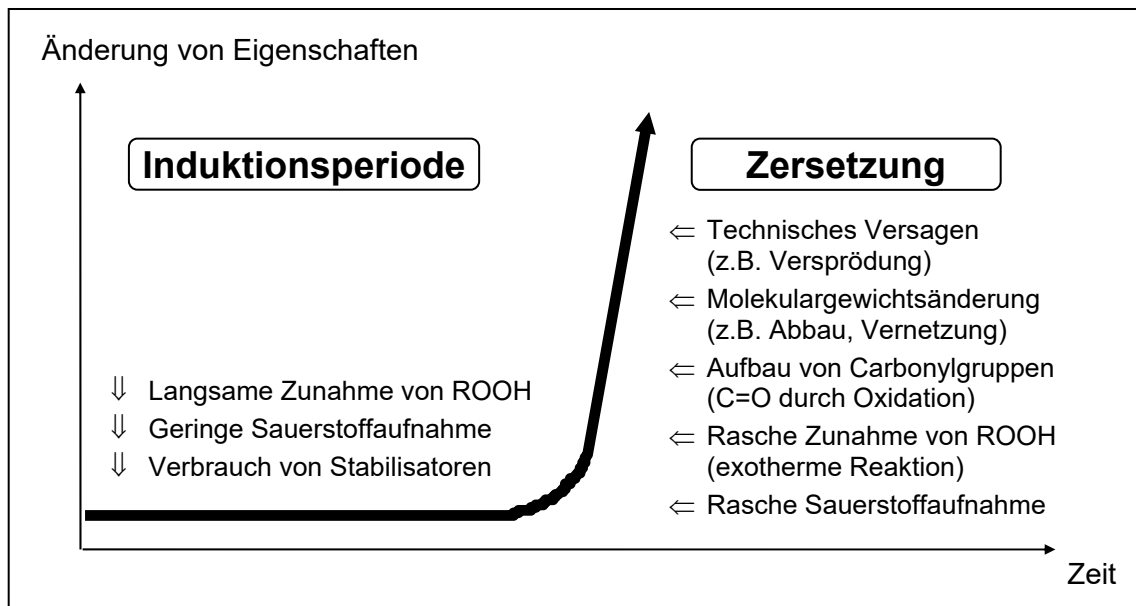 Änderung von Eigenschaften
Induktionsperiode
⇓ Langsame Zunahme von ROOH
⇓ Geringe Sauerstoffaufnahme
⇓ Verbrauch von Stabilisatoren
Zersetzung
⇐ Technisches Versagen
(z.B. Versprödung)
⇐ Molekulargewichtsänderung
(z.B. Abbau, Vernetzung)
⇐ Aufbau von Carbonylgruppen
(C=O durch Oxidation)
⇐ Rasche Zunahme von ROOH
(exotherme Reaktion)
⇐ Rasche Sauerstoffaufnahme
Zeit